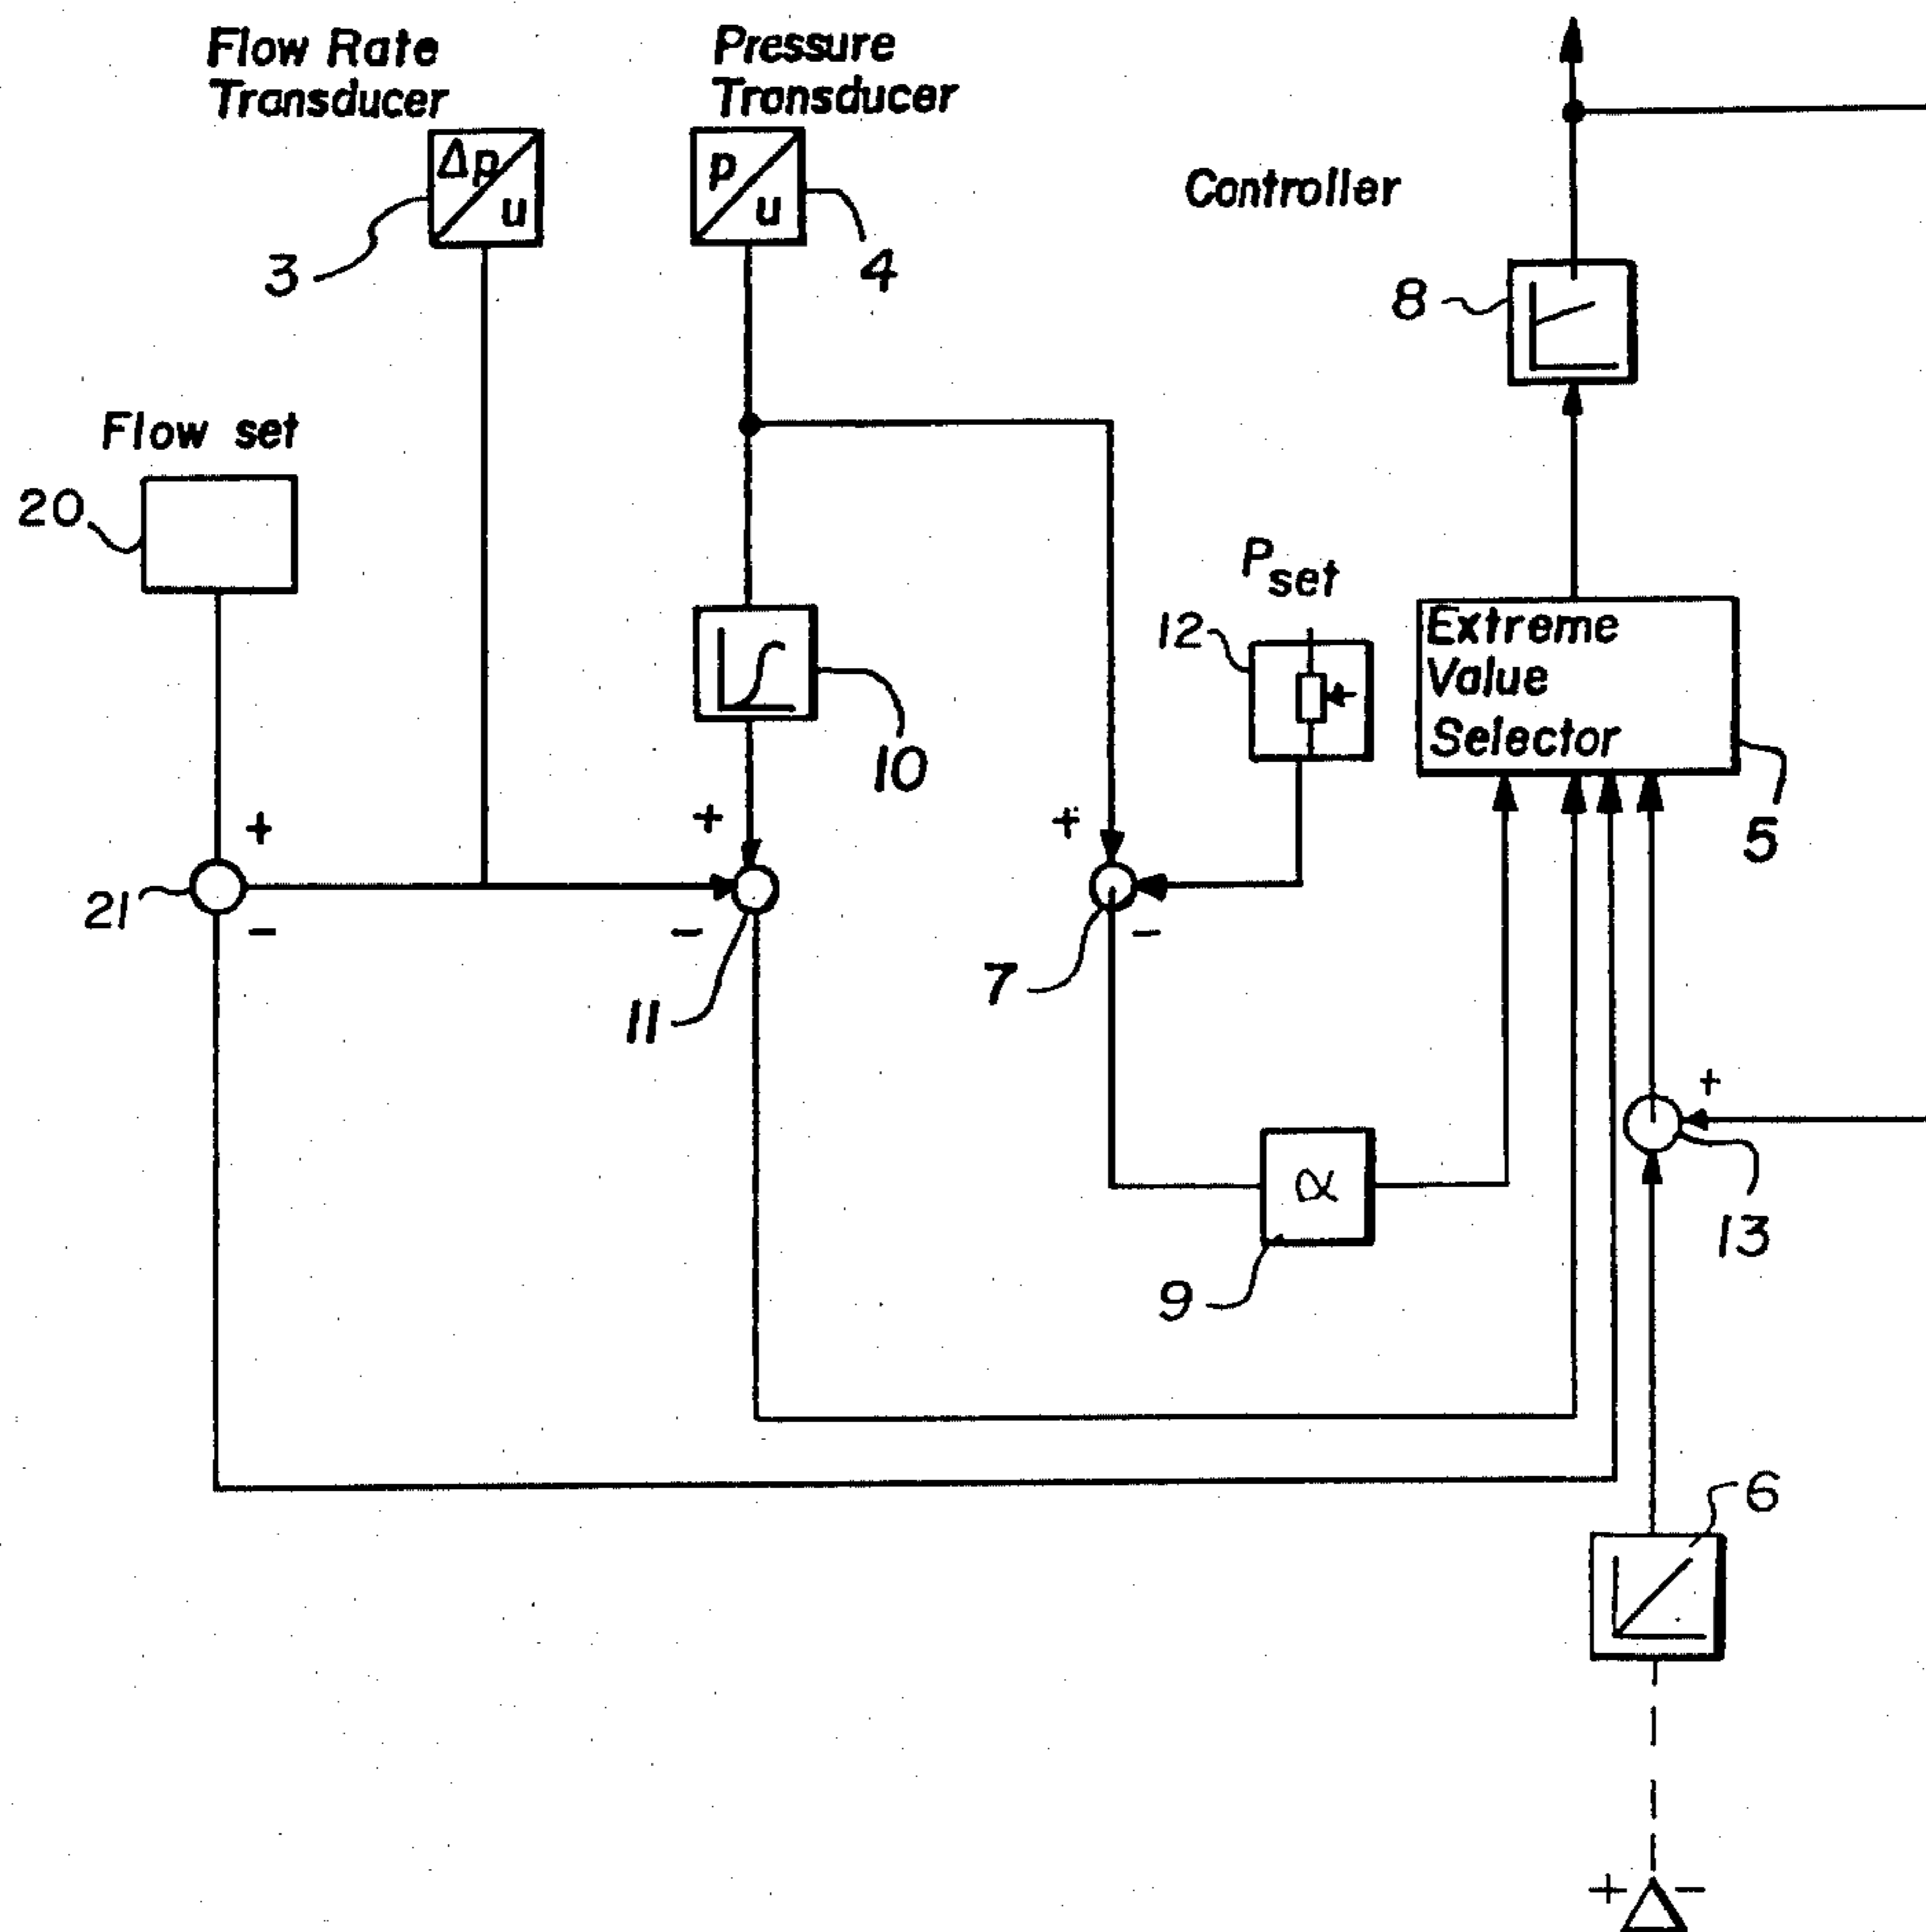 Flow Rate
Transducer
Pressure
Transducer
Δp
u
p
u
3
4
Controller
8
Flow set
20
P set
12
Extreme
Value
Selector
10
5
+
+
+
21
-
-
-
11
7
+
α
13
9
6
+
-